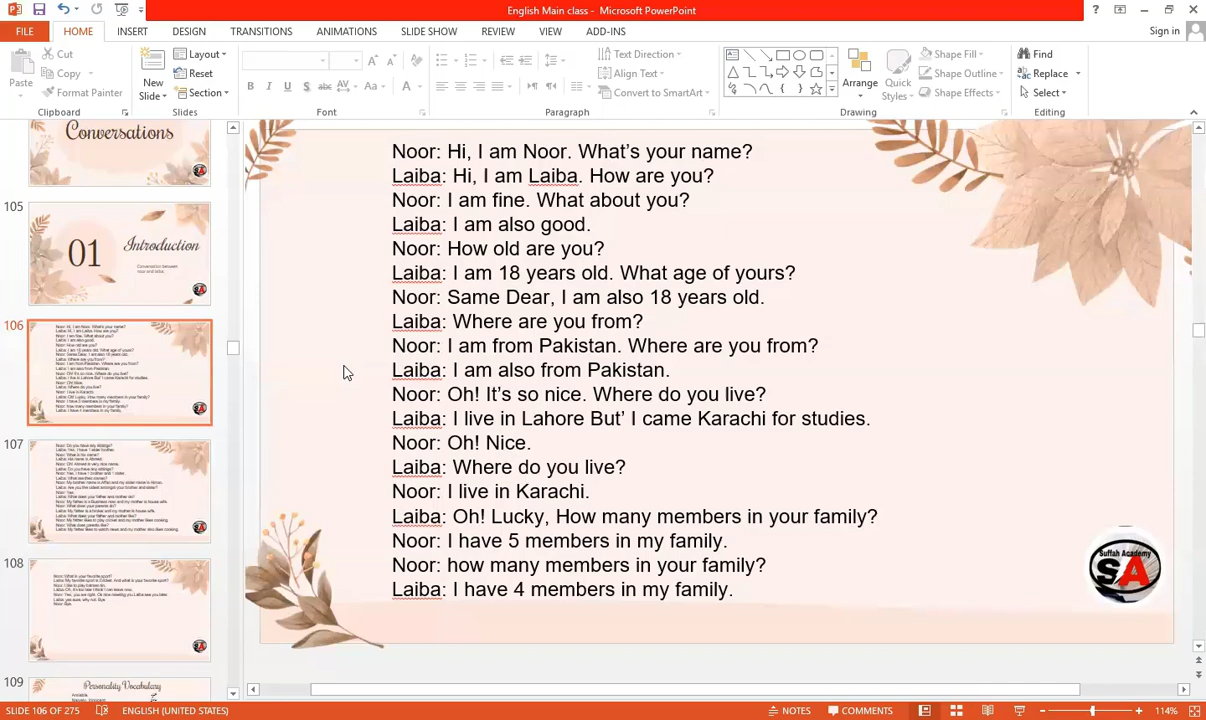 English Main class - Microsoft PowerPoint
Sign in
FILE HOME INSERT DESIGN TRANSITIONS ANIMATIONS SLIDE SHOW REVIEW VIEW ADD-INS
Paste
Cut
Copy
Format Painter
Clipboard
New Slide
Layout
Reset
Section
Slides
Font
Text Direction
Align Text
Convert to SmartArt
Paragraph
Arrange
Quick Styles
Shape Fill
Shape Outline
Shape Effects
Drawing
Find
Replace
Select
Editing
Conversations
105
01
Introduction
Conversation between
noor and laiba
106
107
108
109
Personality Vocabulary
Noor: Hi, I am Noor. What's your name?
Laiba: Hi, I am Laiba. How are you?
Noor: I am fine. What about you?
Laiba: I am also good.
Noor: How old are you?
Laiba: I am 18 years old. What age of yours?
Noor: Same Dear, I am also 18 years old.
Laiba: Where are you from?
Noor: I am from Pakistan. Where are you from?
Laiba: I am also from Pakistan.
Noor: Oh! It's so nice. Where do you live?
Laiba: I live in Lahore But' I came Karachi for studies.
Noor: Oh! Nice.
Laiba: Where do you live?
Noor: I live in Karachi.
Laiba: Oh! Lucky, How many members in your family?
Noor: I have 5 members in my family.
Noor: how many members in your family?
Laiba: I have 4 members in my family.
Suffah Academy
SA
SLIDE 106 OF 275 ENGLISH (UNITED STATES) NOTES COMMENTS 114%